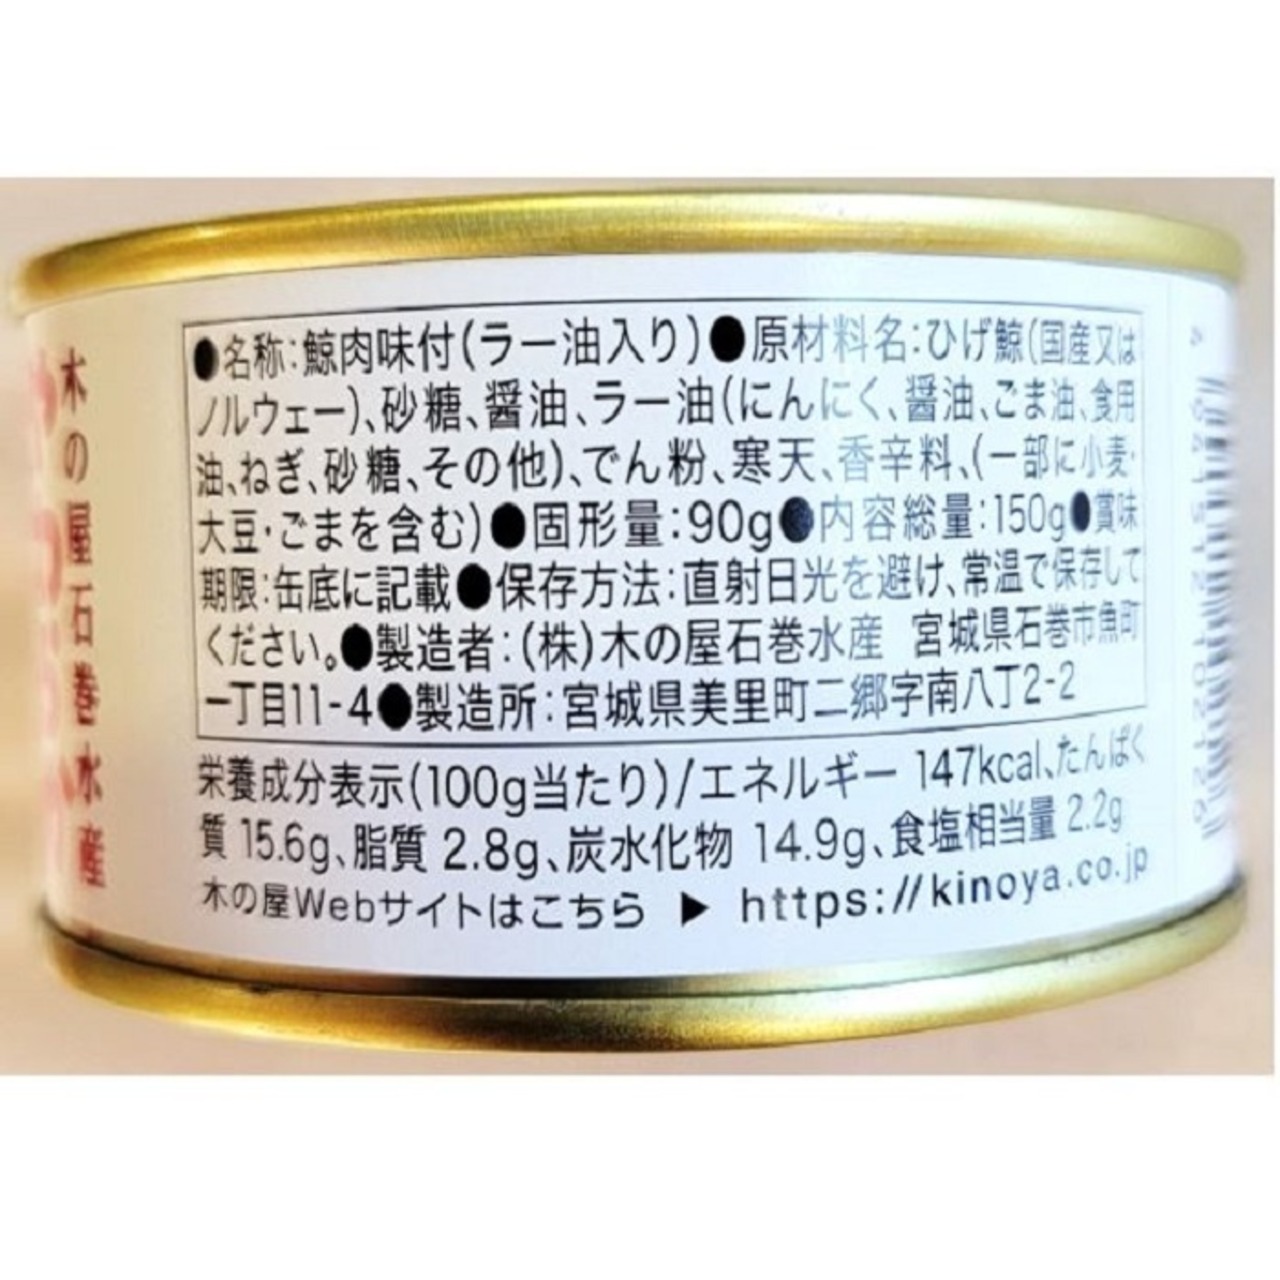 木の屋石巻水産
●名称:鯨肉味付(ラー油入り)●原材料名:ひげ鯨(国産又は
ノルウェー)、砂糖、醤油、ラー油(にんにく、醤油、ごま油、食用
油、ねぎ、砂糖、その他)、でん粉、寒天、香辛料、(一部に小麦・
大豆・ごまを含む)●固形量:90g●内容総量:150g●賞味
期限:缶底に記載●保存方法:直射日光を避け、常温で保存して
ください。●製造者:(株)木の屋石巻水産 宮城県石巻市魚町
一丁目11-4●製造所:宮城県美里町二郷字南八丁2-2
栄養成分表示(100g当たり)/エネルギー 147kcal、たんぱく
質 15.6g、脂質 2.8g、炭水化物 14.9g、食塩相当量 2.2g
木の屋Webサイトはこちら ▶ https://kinoya.co.jp